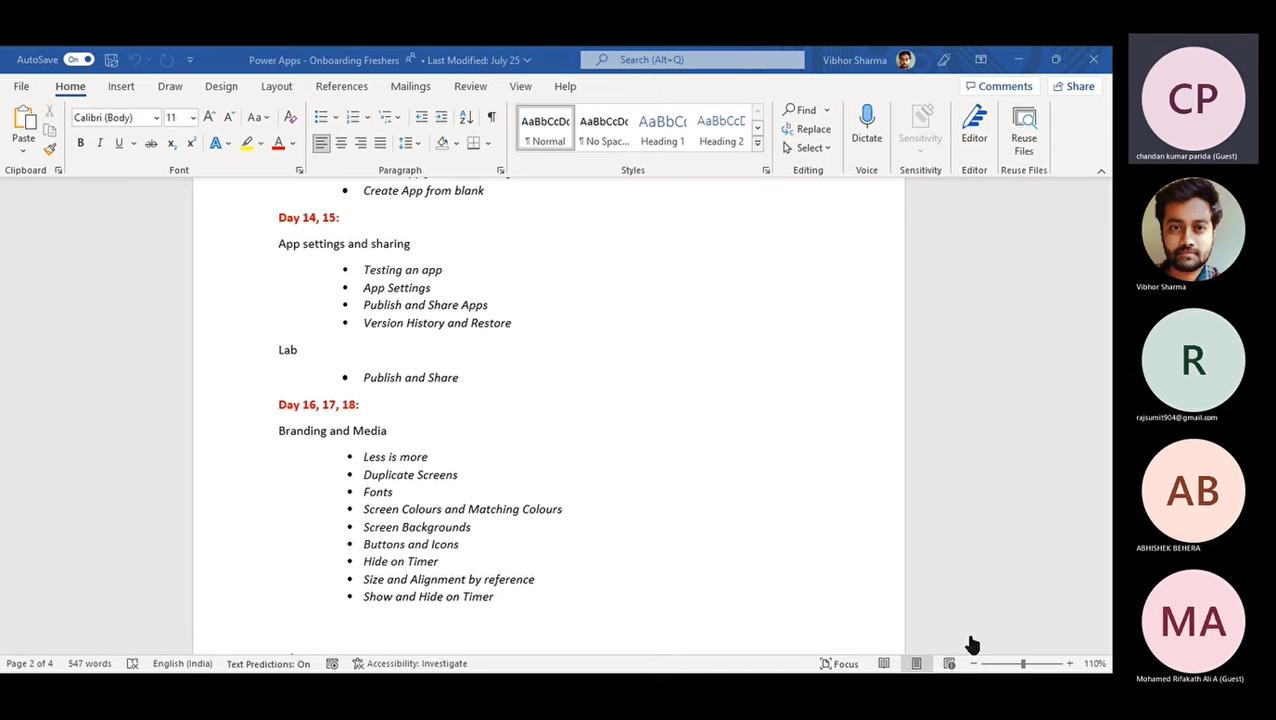 AutoSave On
Power Apps - Onboarding Freshers • Last Modified: July 25
Search (Alt+Q)
Vibhor Sharma
File Home Insert Draw Design Layout References Mailings Review View Help
Comments Share
Paste
Calibri (Body) 11
Aa
AaBbCcDc AaBbCcDc AaBbCc AaBbCcE
¶ Normal ¶ No Spac... Heading 1 Heading 2
Find
Replace
Select
Dictate
Sensitivity
Editor
Reuse Files
Clipboard Font Paragraph Styles Editing Voice Sensitivity Editor Reuse Files
• Create App from blank
Day 14, 15:
App settings and sharing
• Testing an app
• App Settings
• Publish and Share Apps
• Version History and Restore
Lab
• Publish and Share
Day 16, 17, 18:
Branding and Media
• Less is more
• Duplicate Screens
• Fonts
• Screen Colours and Matching Colours
• Screen Backgrounds
• Buttons and Icons
• Hide on Timer
• Size and Alignment by reference
• Show and Hide on Timer
Page 2 of 4 547 words English (India) Text Predictions: On Accessibility: Investigate Focus 110%
CP
chandan kumar parida (Guest)
Vibhor Sharma
R
rajsumit904@gmail.com
AB
ABHISHEK BEHERA
MA
Mohamed Rifakath Ali A (Guest)